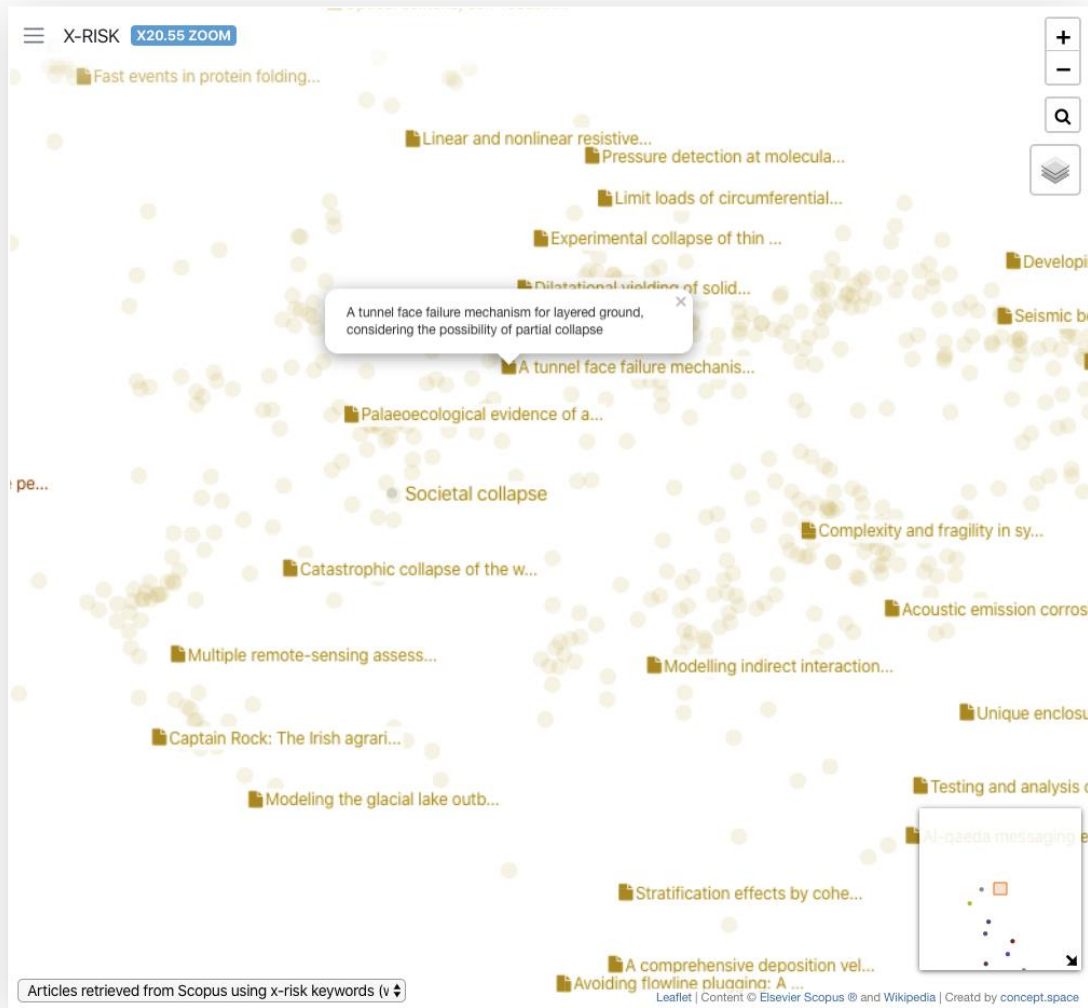 X-RISK X20.55 ZOOM
+
−
Fast events in protein folding...
Linear and nonlinear resistive...
Pressure detection at molecula...
Limit loads of circumferential...
Experimental collapse of thin ...
Developi
Dilatational yielding of solid...
×
A tunnel face failure mechanism for layered ground,
considering the possibility of partial collapse
Seismic b
A tunnel face failure mechanis...
Palaeoecological evidence of a...
pe...
Societal collapse
Complexity and fragility in sy...
Catastrophic collapse of the w...
Acoustic emission corros
Multiple remote-sensing assess...
Modelling indirect interaction...
Unique enclosu
Captain Rock: The Irish agrari...
Testing and analysis
Modeling the glacial lake outb...
Al-qaeda messaging e
Stratification effects by cohe...
A comprehensive deposition vel...
Avoiding flowline plugging: A ...
Articles retrieved from Scopus using x-risk keywords (v
Leaflet | Content © Elsevier Scopus ® and Wikipedia | Creatd by concept.space